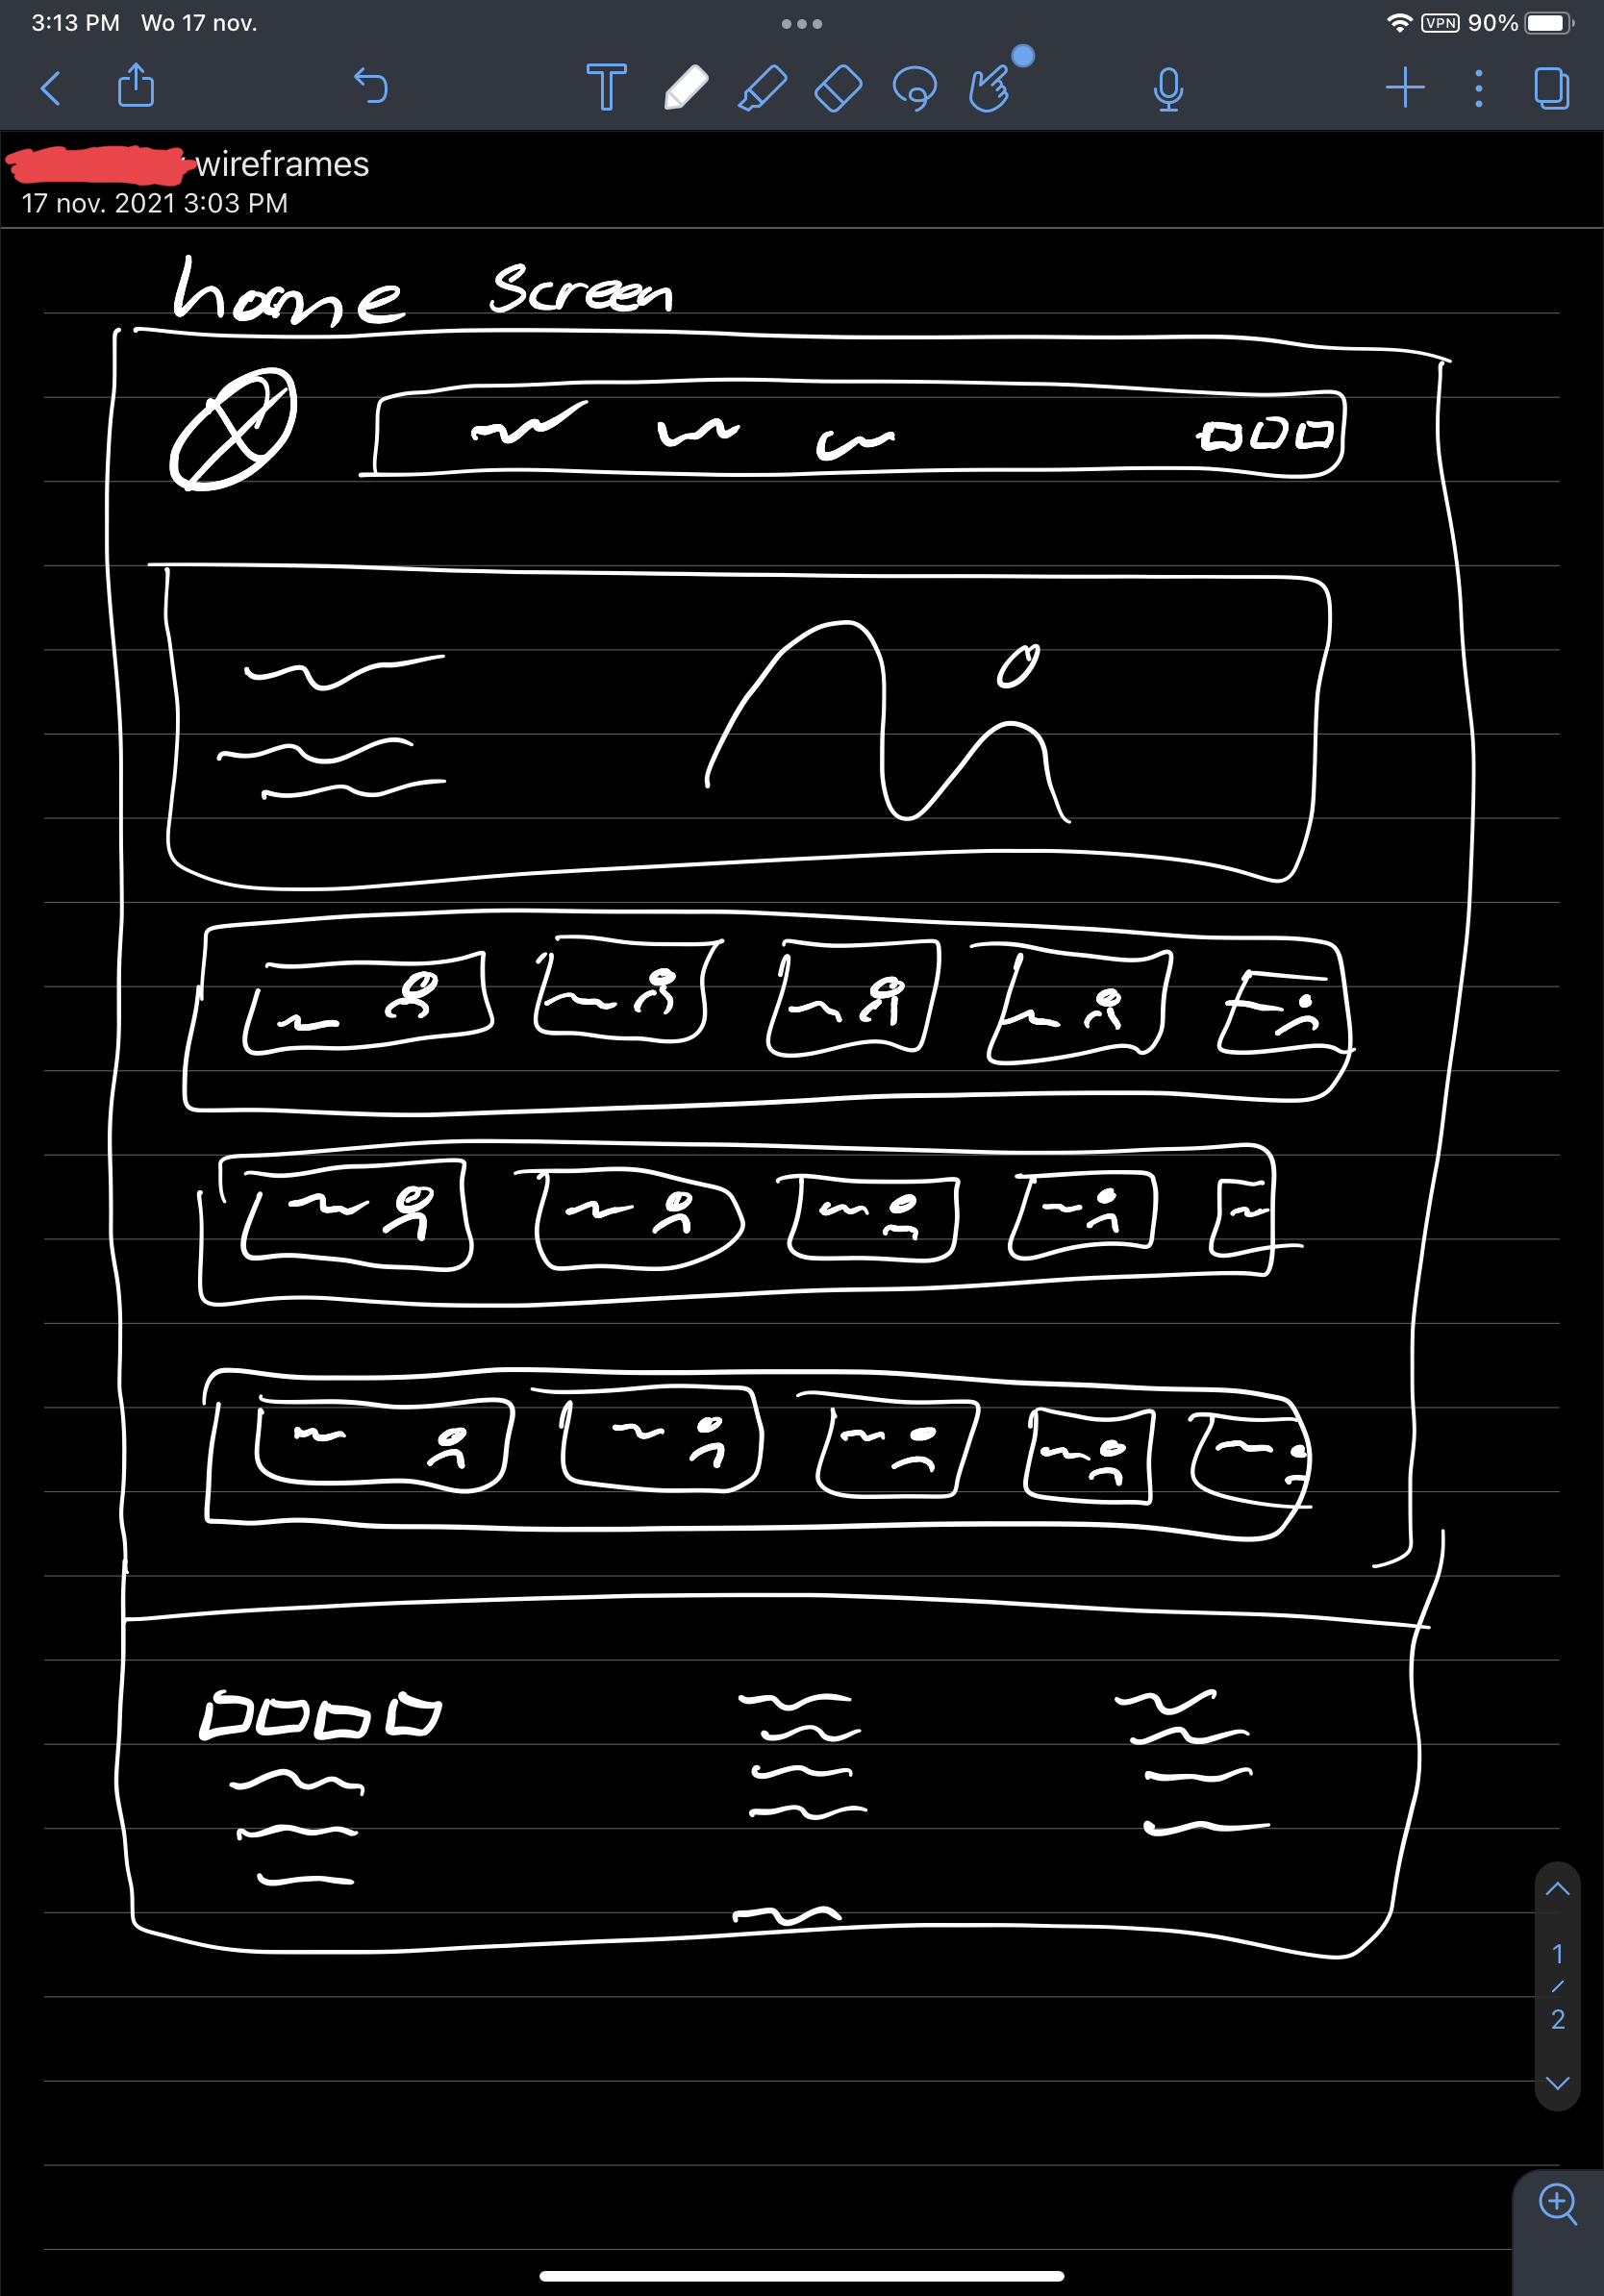 3:13 PM Wo 17 nov.
VPN 90%
wireframes
17 nov. 2021 3:03 PM
home Screen
1
/
2